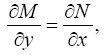 ∂M/∂y = ∂N/∂x,